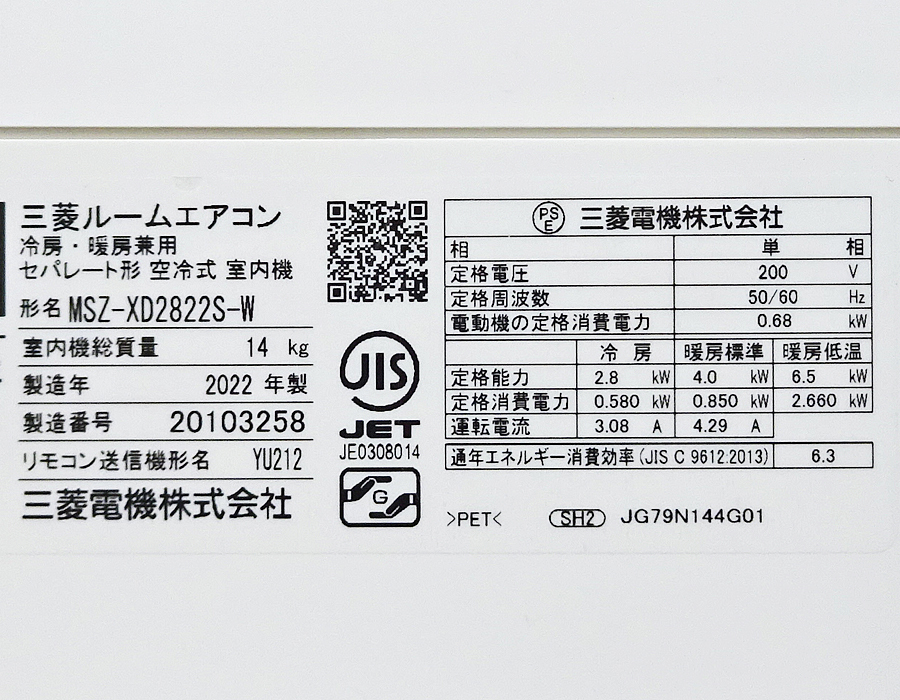 三菱ルームエアコン
冷房・暖房兼用
セパレート形 空冷式 室内機
形名 MSZ-XD2822S-W
室内機総質量 14 kg
製造年 2022 年製
製造番号 20103258
リモコン送信機形名 YU212
三菱電機株式会社
JIS
JET
JE0308014
G
PS
E
三菱電機株式会社
相 単 相
定格電圧 200 V
定格周波数 50/60 Hz
電動機の定格消費電力 0.68 kW
冷 房 暖房標準 暖房低温
定格能力 2.8 kW 4.0 kW 6.5 kW
定格消費電力 0.580 kW 0.850 kW 2.660 kW
運転電流 3.08 A 4.29 A
通年エネルギー消費効率(JIS C 9612:2013) 6.3
>PET< SH2 JG79N144G01